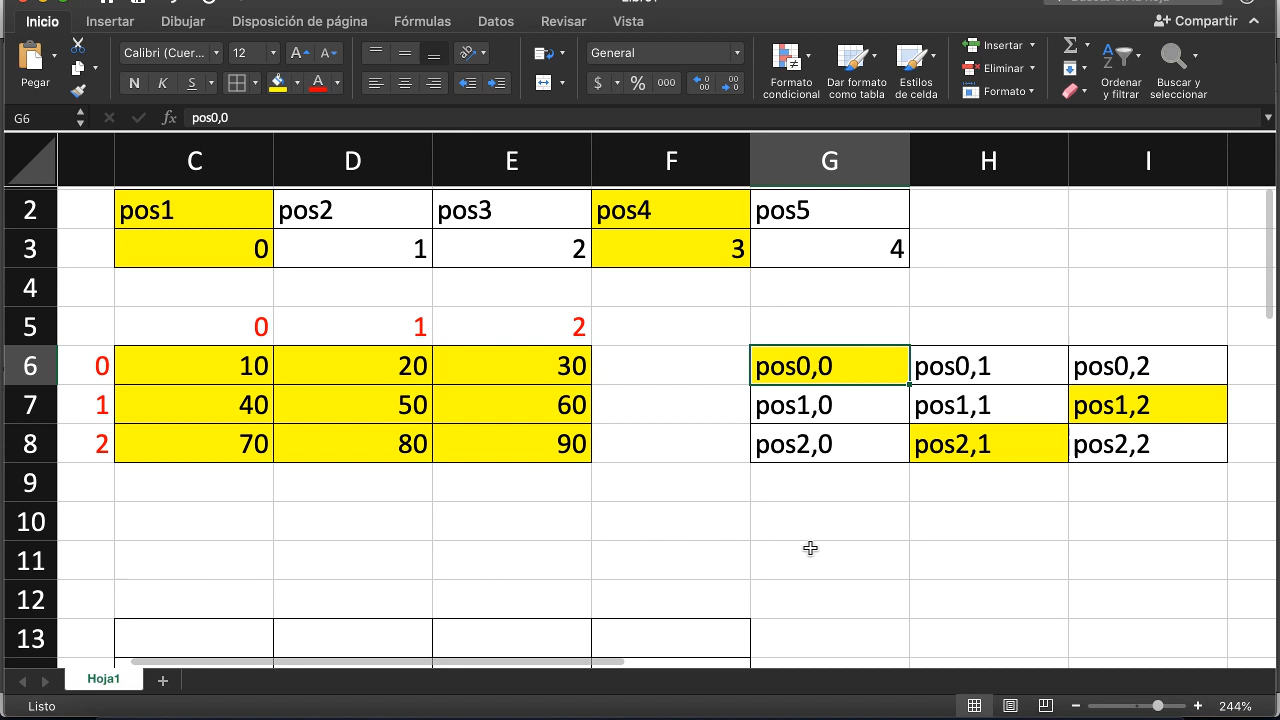 Inicio Insertar Dibujar Disposición de página Fórmulas Datos Revisar Vista Compartir
Pegar
Calibri (Cuer... 12
General
N K S
$ % 000
Formato condicional
Dar formato como tabla
Estilos de celda
Insertar
Eliminar
Formato
Ordenar y filtrar
Buscar y seleccionar
G6 fx pos0,0
C D E F G H I
2 pos1 pos2 pos3 pos4 pos5
3 0 1 2 3 4
4
5 0 1 2
6 0 10 20 30 pos0,0 pos0,1 pos0,2
7 1 40 50 60 pos1,0 pos1,1 pos1,2
8 2 70 80 90 pos2,0 pos2,1 pos2,2
9
10
11
12
13
Hoja1
Listo 244%